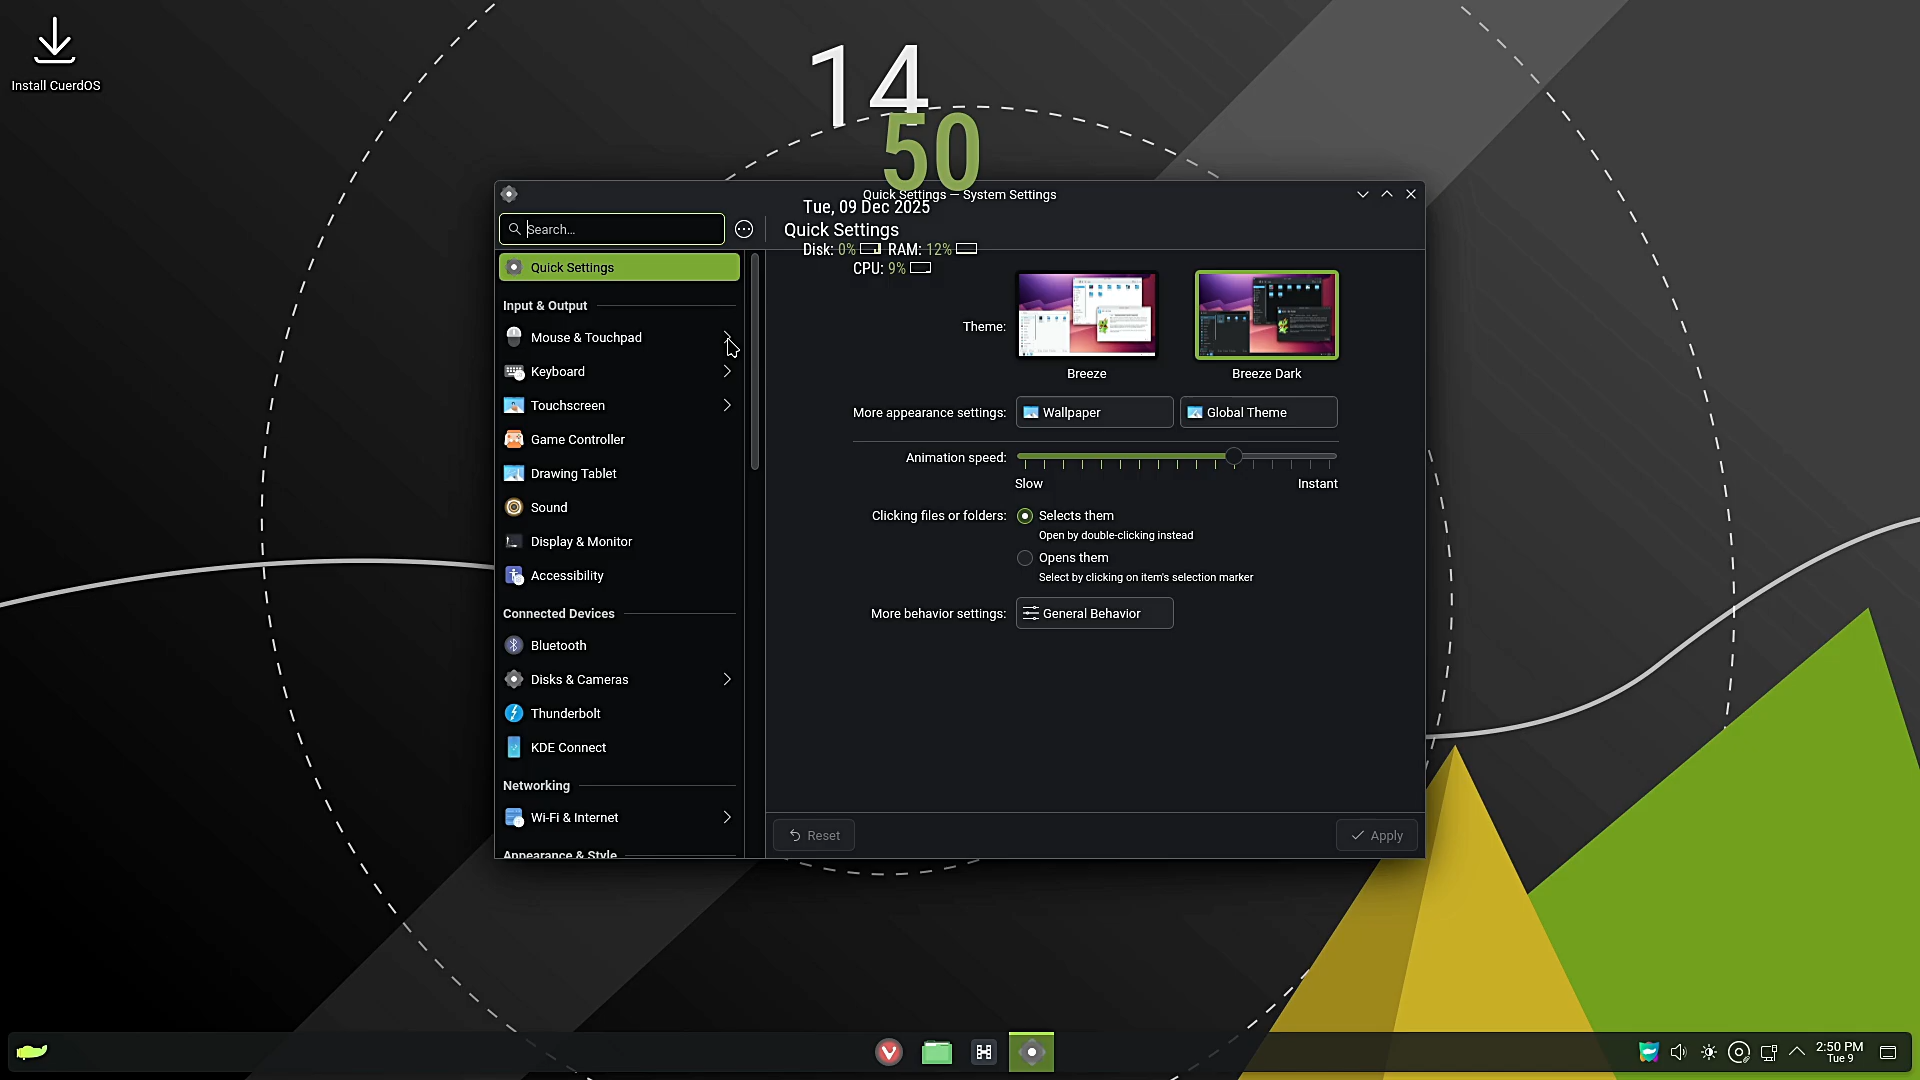 Install CuerdOS
14
50
Quick Settings — System Settings
Tue, 09 Dec 2025
Search...
Quick Settings
Disk: 0% RAM: 12%
CPU: 9%
Quick Settings
Input & Output
Mouse & Touchpad
Keyboard
Touchscreen
Game Controller
Drawing Tablet
Sound
Display & Monitor
Accessibility
Connected Devices
Bluetooth
Disks & Cameras
Thunderbolt
KDE Connect
Networking
Wi-Fi & Internet
Appearance & Style
Theme:
Breeze
Breeze Dark
More appearance settings:
Wallpaper
Global Theme
Animation speed:
Slow
Instant
Clicking files or folders:
Selects them
Open by double-clicking instead
Opens them
Select by clicking on item's selection marker
More behavior settings:
General Behavior
Reset
Apply
2:50 PM
Tue 9